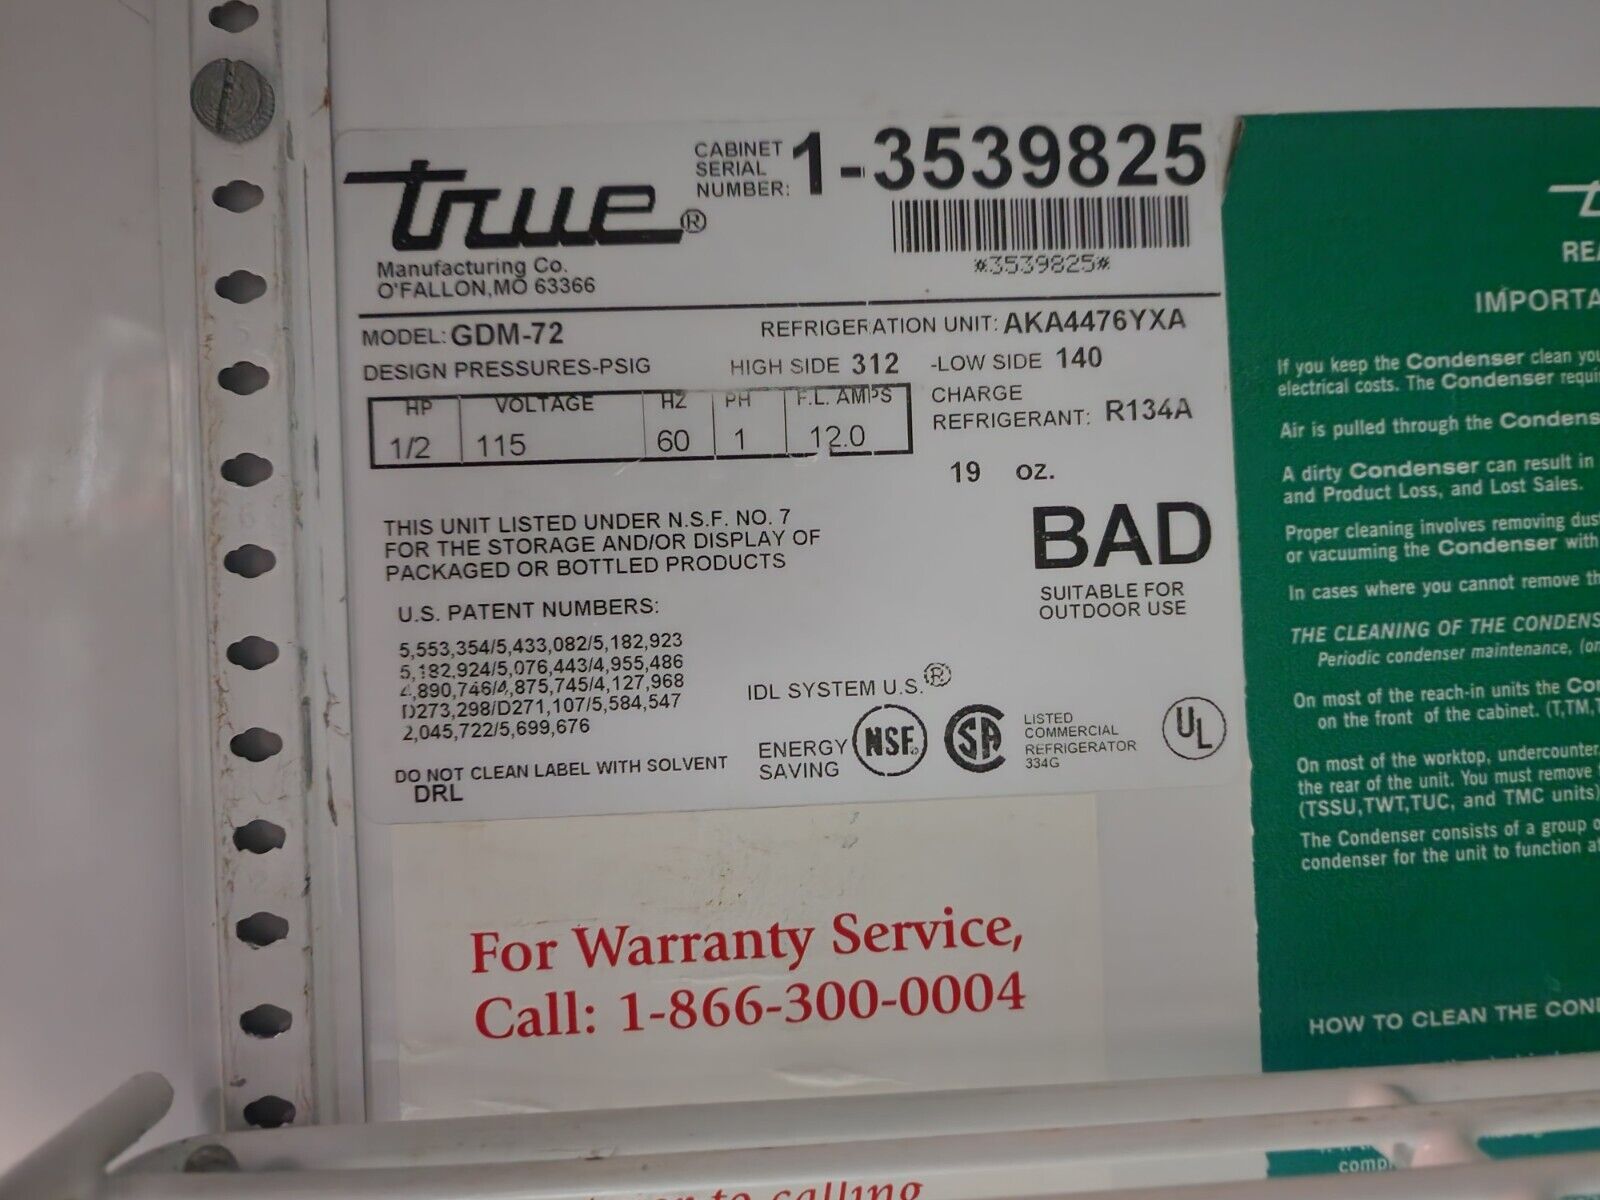 CABINET SERIAL NUMBER: 1-3539825
true®
*3539825*
Manufacturing Co.
O'FALLON,MO 63366
MODEL: GDM-72 REFRIGERATION UNIT: AKA4476YXA
DESIGN PRESSURES-PSIG HIGH SIDE 312 -LOW SIDE 140
HP VOLTAGE HZ PH F.L. AMPS
1/2 115 60 1 12.0
CHARGE
REFRIGERANT: R134A
19 oz.
THIS UNIT LISTED UNDER N.S.F. NO. 7
FOR THE STORAGE AND/OR DISPLAY OF
PACKAGED OR BOTTLED PRODUCTS
BAD
SUITABLE FOR
OUTDOOR USE
U.S. PATENT NUMBERS:
5,553,354/5,433,082/5,182,923
5,182,924/5,076,443/4,955,486
4,890,746/4,875,745/4,127,968
D273,298/D271,107/5,584,547
2,045,722/5,699,676
IDL SYSTEM U.S.®
ENERGY
SAVING
NSF
SA
LISTED
COMMERCIAL
REFRIGERATOR
334G
UL
DO NOT CLEAN LABEL WITH SOLVENT
DRL
For Warranty Service,
Call: 1-866-300-0004
to calling
If you keep the Condenser clean
electrical costs. The Condenser
Air is pulled through the
A dirty Condenser can result in
and Product Loss, and Lost Sales.
Proper cleaning involves removing
or vacuuming the Condenser with
In cases where you cannot remove
THE CLEANING OF THE
Periodic condenser maintenance,
On most of the reach-in units the
on the front of the cabinet. (T,TM,
On most of the worktop, undercounter,
the rear of the unit. You must remove
(TSSU,TWT,TUC, and TMC units)
The Condenser consists of a group
condenser for the unit to function
HOW TO CLEAN THE